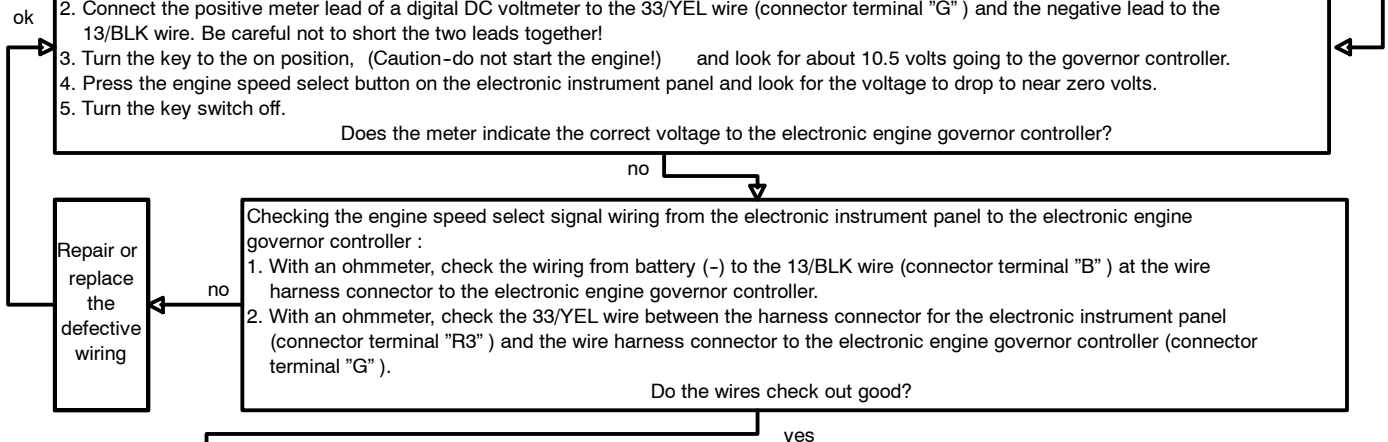 ok
2. Connect the positive meter lead of a digital DC voltmeter to the 33/YEL wire (connector terminal ”G” ) and the negative lead to the
13/BLK wire. Be careful not to short the two leads together!
3. Turn the key to the on position, (Caution-do not start the engine!) and look for about 10.5 volts going to the governor controller.
4. Press the engine speed select button on the electronic instrument panel and look for the voltage to drop to near zero volts.
5. Turn the key switch off.
Does the meter indicate the correct voltage to the electronic engine governor controller?
no
Repair or
replace
the
defective
wiring
no
Checking the engine speed select signal wiring from the electronic instrument panel to the electronic engine
governor controller :
1. With an ohmmeter, check the wiring from battery (-) to the 13/BLK wire (connector terminal ”B” ) at the wire
harness connector to the electronic engine governor controller.
2. With an ohmmeter, check the 33/YEL wire between the harness connector for the electronic instrument panel
(connector terminal ”R3” ) and the wire harness connector to the electronic engine governor controller (connector
terminal ”G” ).
Do the wires check out good?
yes